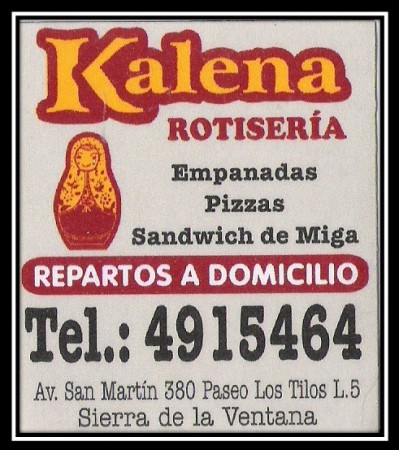 Kalena
ROTISERÍA
Empanadas
Pizzas
Sandwich de Miga
REPARTOS A DOMICILIO
Tel.: 4915464
Av. San Martín 380 Paseo Los Tilos L.5
Sierra de la Ventana